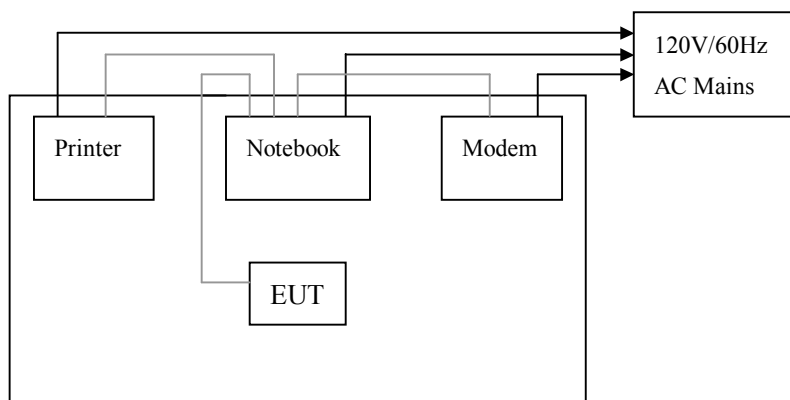 120V/60Hz
AC Mains
Printer
Notebook
Modem
EUT